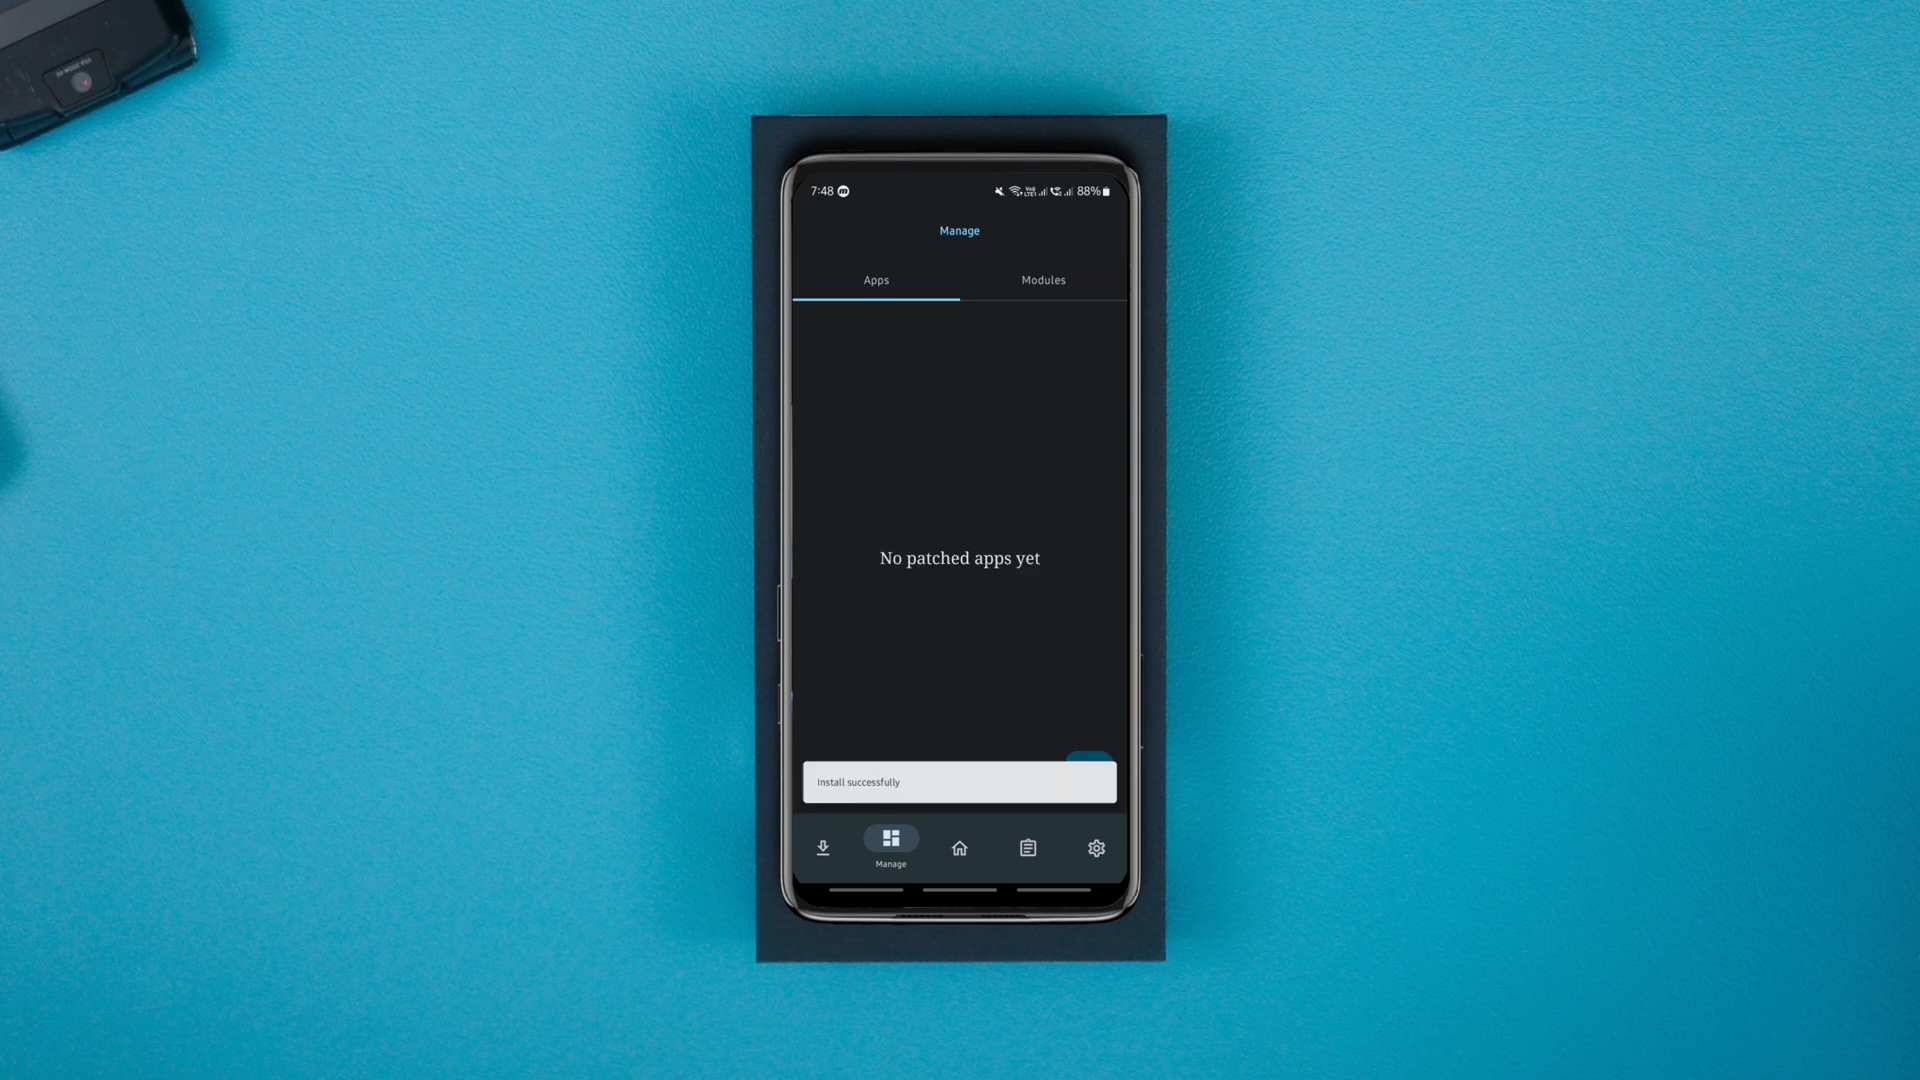 7:48
88%
Manage
Apps
Modules
No patched apps yet
Install successfully
Manage